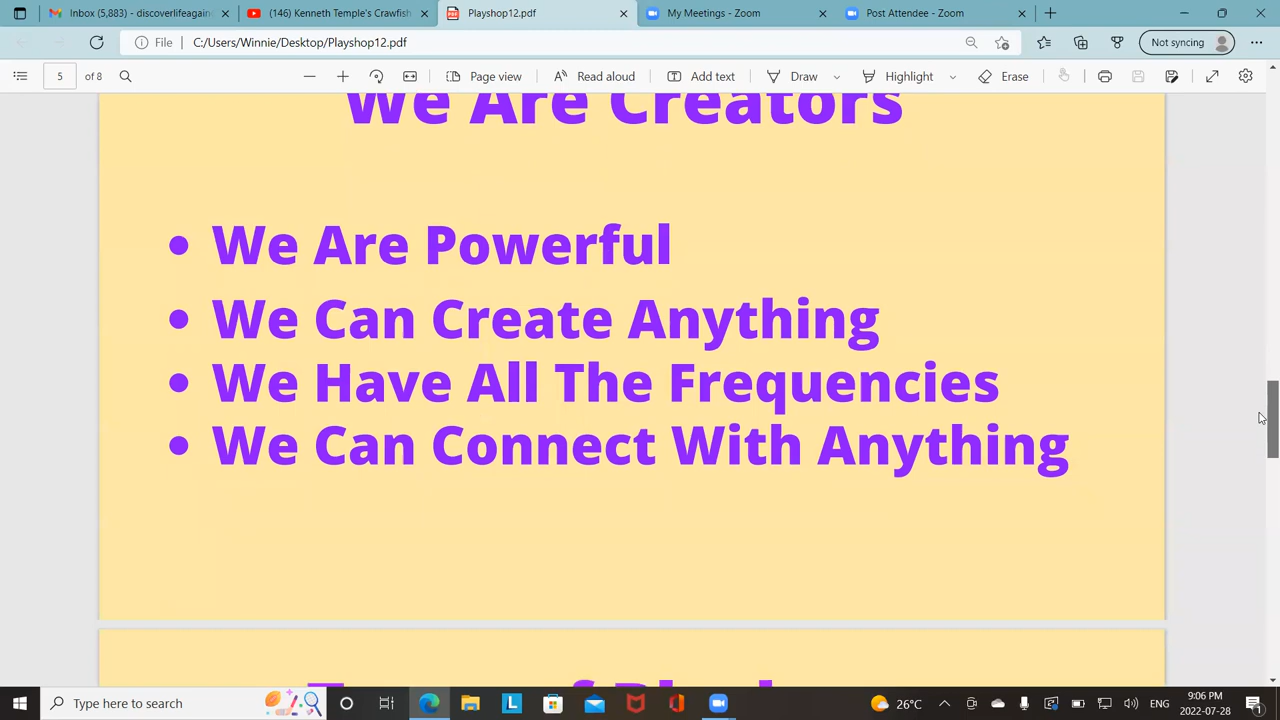 Inbox (5,883) - discoverlifeagain
(146) Kenneth Temple's Crawfish
Playshop12.pdf
My Meetings - Zoom
Post Attendee - Zoom
File
C:/Users/Winnie/Desktop/Playshop12.pdf
Not syncing
5 of 8
Page view
Read aloud
Add text
Draw
Highlight
Erase
We Are Creators
• We Are Powerful
• We Can Create Anything
• We Have All The Frequencies
• We Can Connect With Anything
Type here to search
26°C
ENG
9:06 PM
2022-07-28